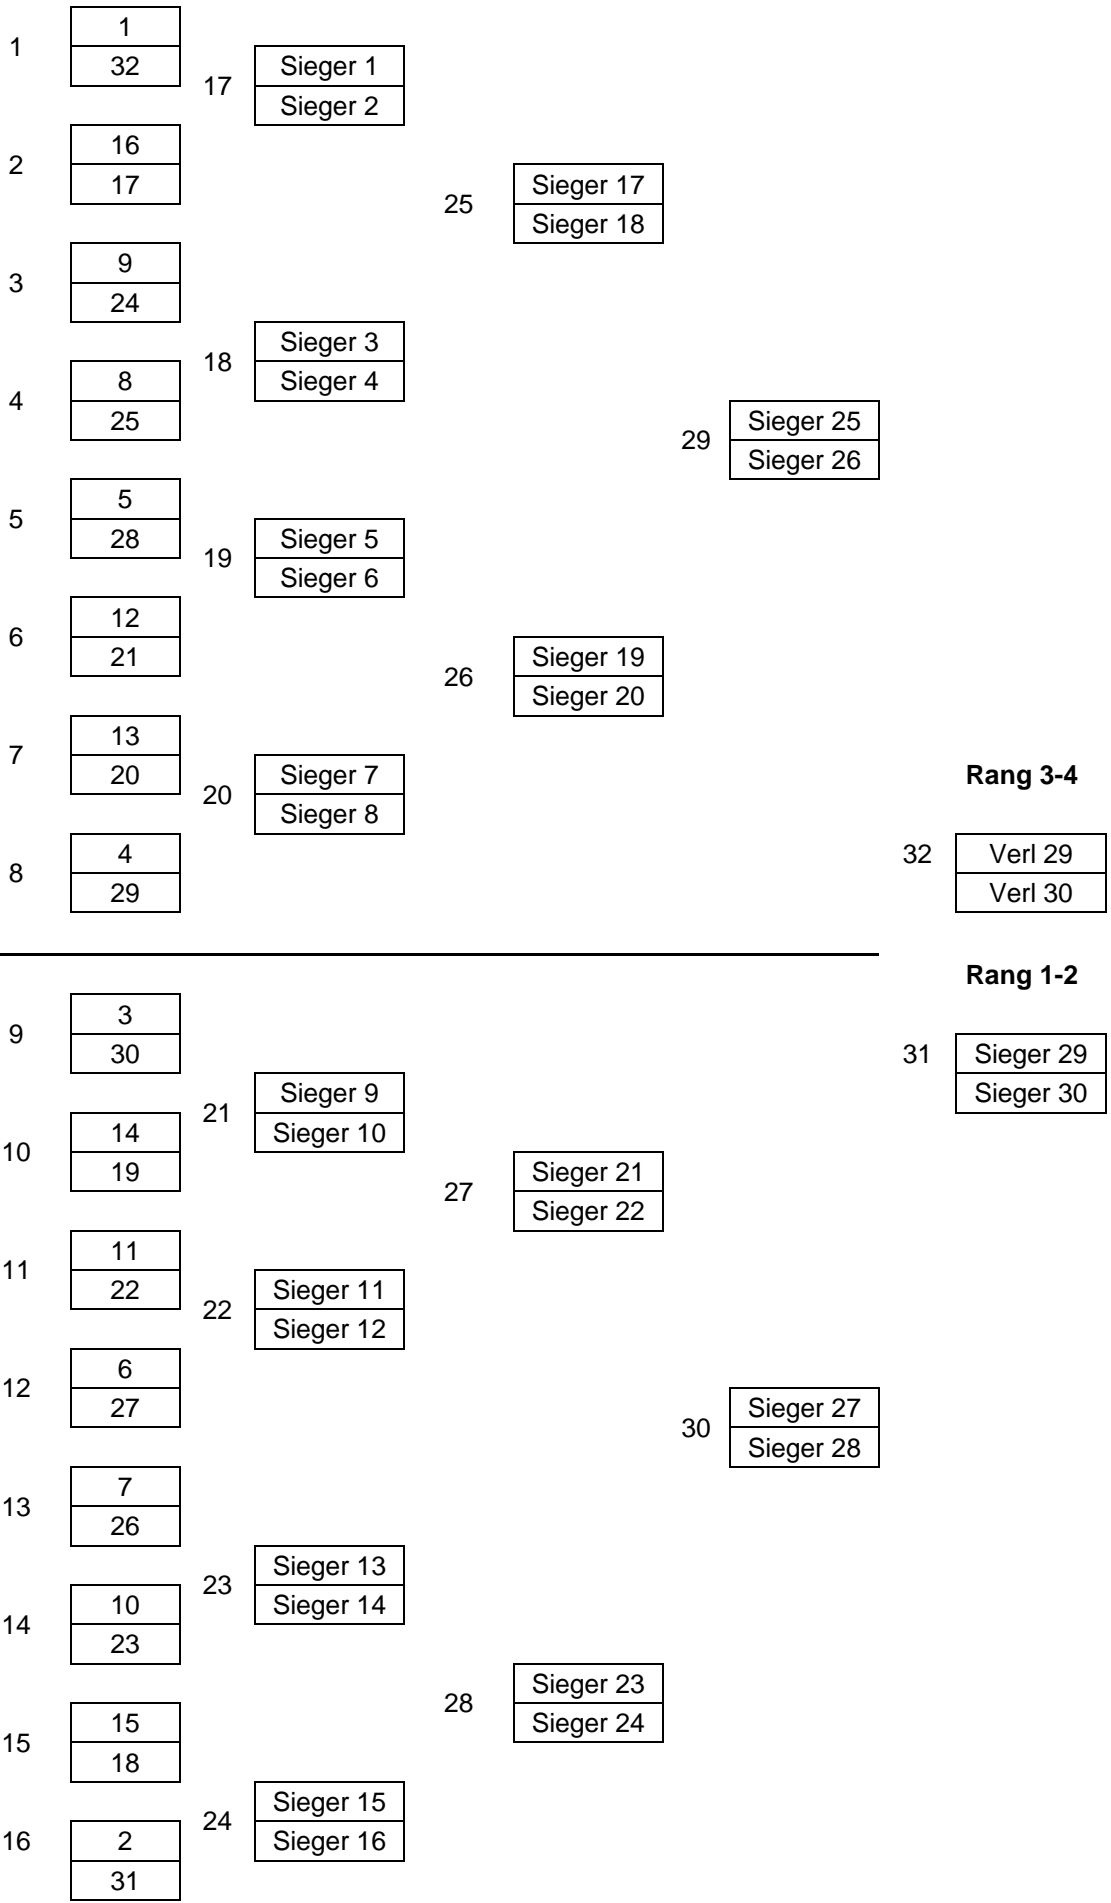 1
1
32
17
Sieger 1
Sieger 2
2
16
17
25
Sieger 17
Sieger 18
3
9
24
18
Sieger 3
Sieger 4
4
8
25
29
Sieger 25
Sieger 26
5
5
28
19
Sieger 5
Sieger 6
6
12
21
26
Sieger 19
Sieger 20
7
13
20
20
Sieger 7
Sieger 8
Rang 3-4
8
4
29
32
Verl 29
Verl 30
Rang 1-2
9
3
30
31
Sieger 29
Sieger 30
21
Sieger 9
Sieger 10
10
14
19
27
Sieger 21
Sieger 22
11
11
22
22
Sieger 11
Sieger 12
12
6
27
30
Sieger 27
Sieger 28
13
7
26
23
Sieger 13
Sieger 14
14
10
23
28
Sieger 23
Sieger 24
15
15
18
24
Sieger 15
Sieger 16
16
2
31